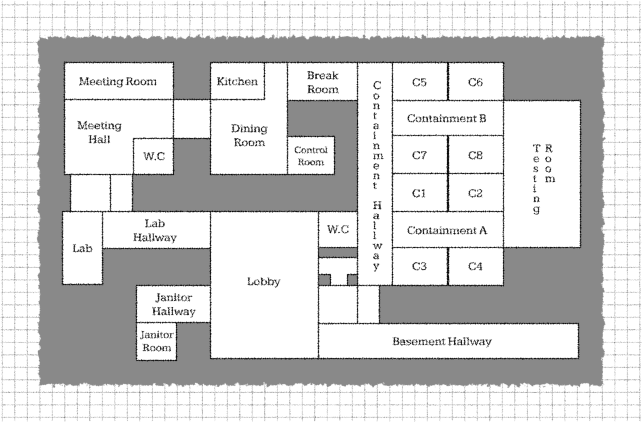 Meeting Room
Kitchen
Break
Room
C5
C6
Meeting
Hall
Dining
Room
Containment B
W.C
Control
Room
C7
C8
Containment Hallway
Testing
Room
C1
C2
Lab
Lab
Hallway
W.C
Containment A
Lobby
C3
C4
Janitor
Hallway
Janitor
Room
Basement Hallway